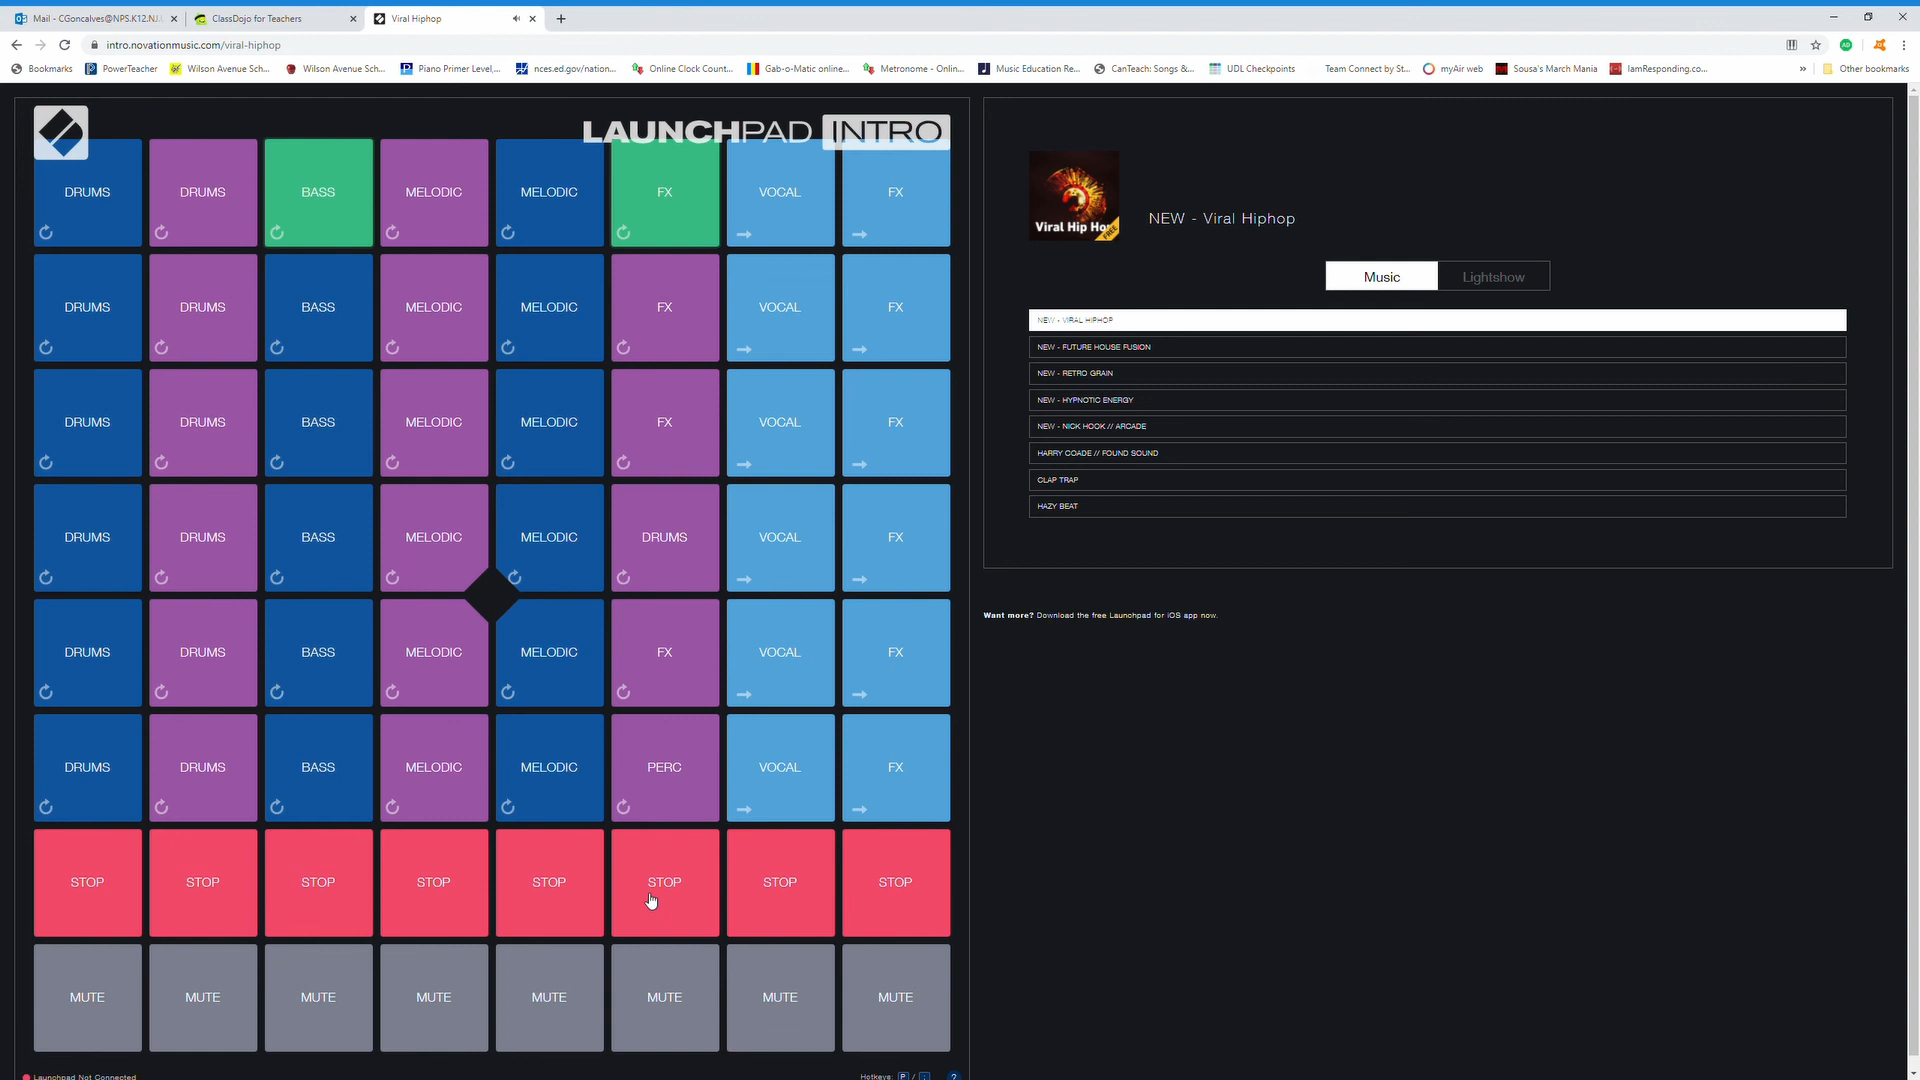 Mail - CGoncalves@NPS.K12.NJ.
ClassDojo for Teachers
Viral Hiphop
intro.novationmusic.com/viral-hiphop
Bookmarks PowerTeacher Wilson Avenue Sch... Wilson Avenue Sch... Piano Primer Level,... nces.ed.gov/nation... Online Clock Count... Gab-o-Matic online... Metronome - Onlin... Music Education Re... CanTeach: Songs &... UDL Checkpoints Team Connect by St... myAir web Sousa's March Mania IamResponding.co... » Other bookmarks
LAUNCHPAD INTRO
DRUMS DRUMS BASS MELODIC MELODIC FX VOCAL FX
DRUMS DRUMS BASS MELODIC MELODIC FX VOCAL FX
DRUMS DRUMS BASS MELODIC MELODIC FX VOCAL FX
DRUMS DRUMS BASS MELODIC MELODIC DRUMS VOCAL FX
DRUMS DRUMS BASS MELODIC MELODIC FX VOCAL FX
DRUMS DRUMS BASS MELODIC MELODIC PERC VOCAL FX
STOP STOP STOP STOP STOP STOP STOP STOP
MUTE MUTE MUTE MUTE MUTE MUTE MUTE MUTE
Launchpad Not Connected
Hotkeys: P / : ?
Viral Hip Ho
FREE
NEW - Viral Hiphop
Music Lightshow
NEW - VIRAL HIPHOP
NEW - FUTURE HOUSE FUSION
NEW - RETRO GRAIN
NEW - HYPNOTIC ENERGY
NEW - NICK HOOK // ARCADE
HARRY COADE // FOUND SOUND
CLAP TRAP
HAZY BEAT
Want more? Download the free Launchpad for iOS app now.